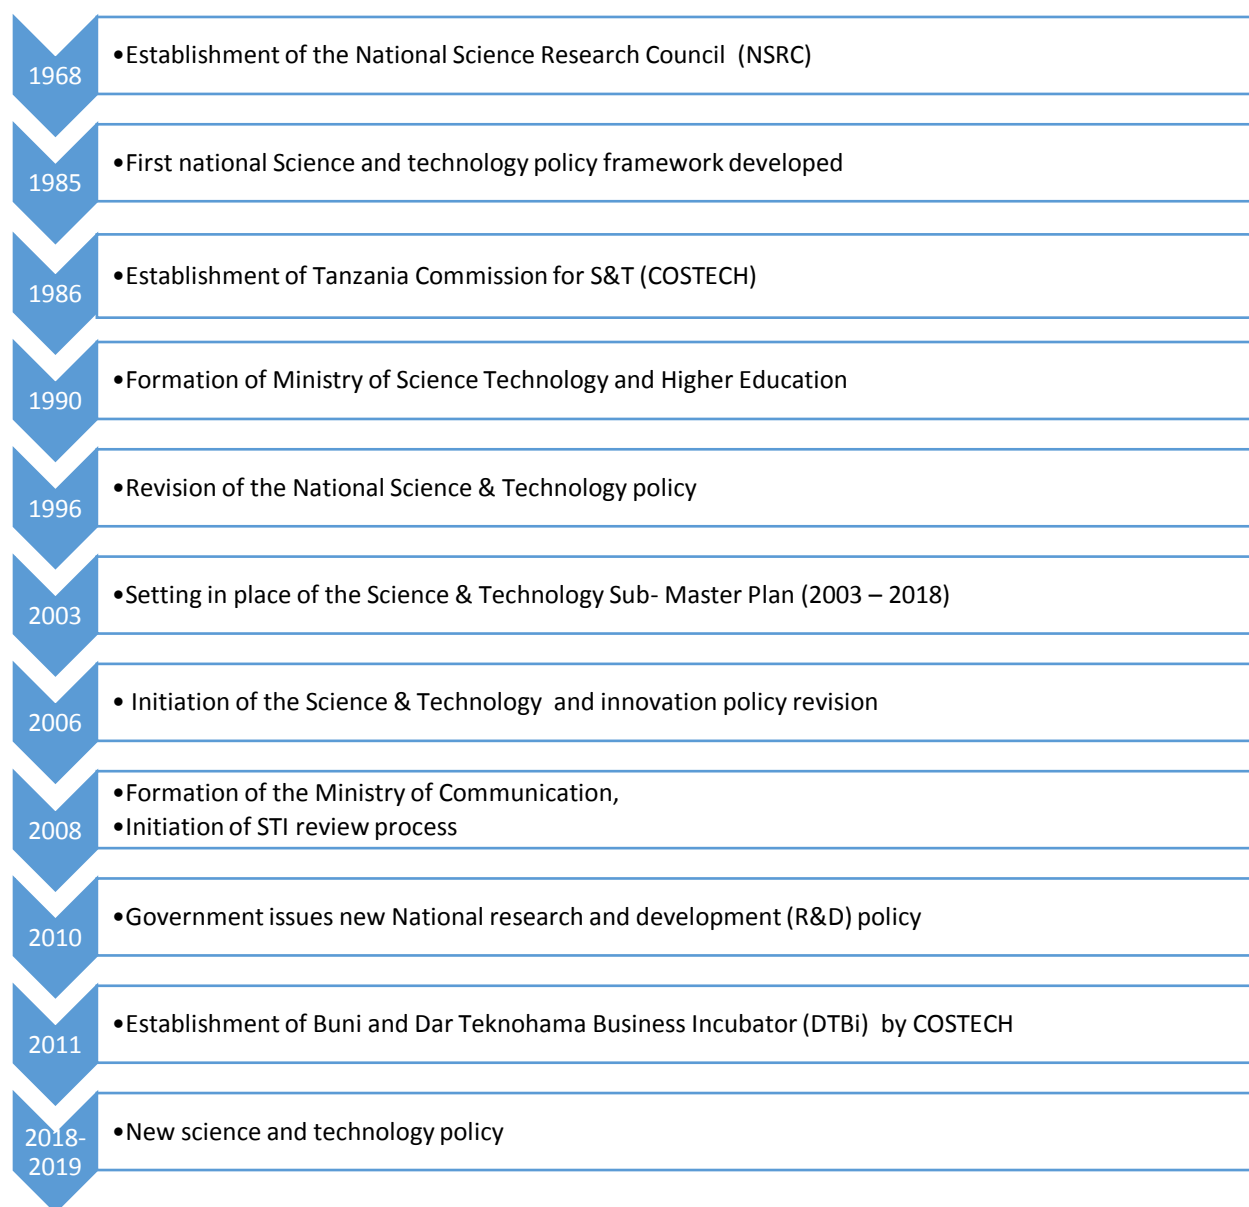 1968
•Establishment of the National Science Research Council (NSRC)
1985
•First national Science and technology policy framework developed
1986
•Establishment of Tanzania Commission for S&T (COSTECH)
1990
•Formation of Ministry of Science Technology and Higher Education
1996
•Revision of the National Science & Technology policy
2003
•Setting in place of the Science & Technology Sub- Master Plan (2003 – 2018)
2006
• Initiation of the Science & Technology and innovation policy revision
2008
•Formation of the Ministry of Communication,
•Initiation of STI review process
2010
•Government issues new National research and development (R&D) policy
2011
•Establishment of Buni and Dar Teknohama Business Incubator (DTBi) by COSTECH
2018-
2019
•New science and technology policy